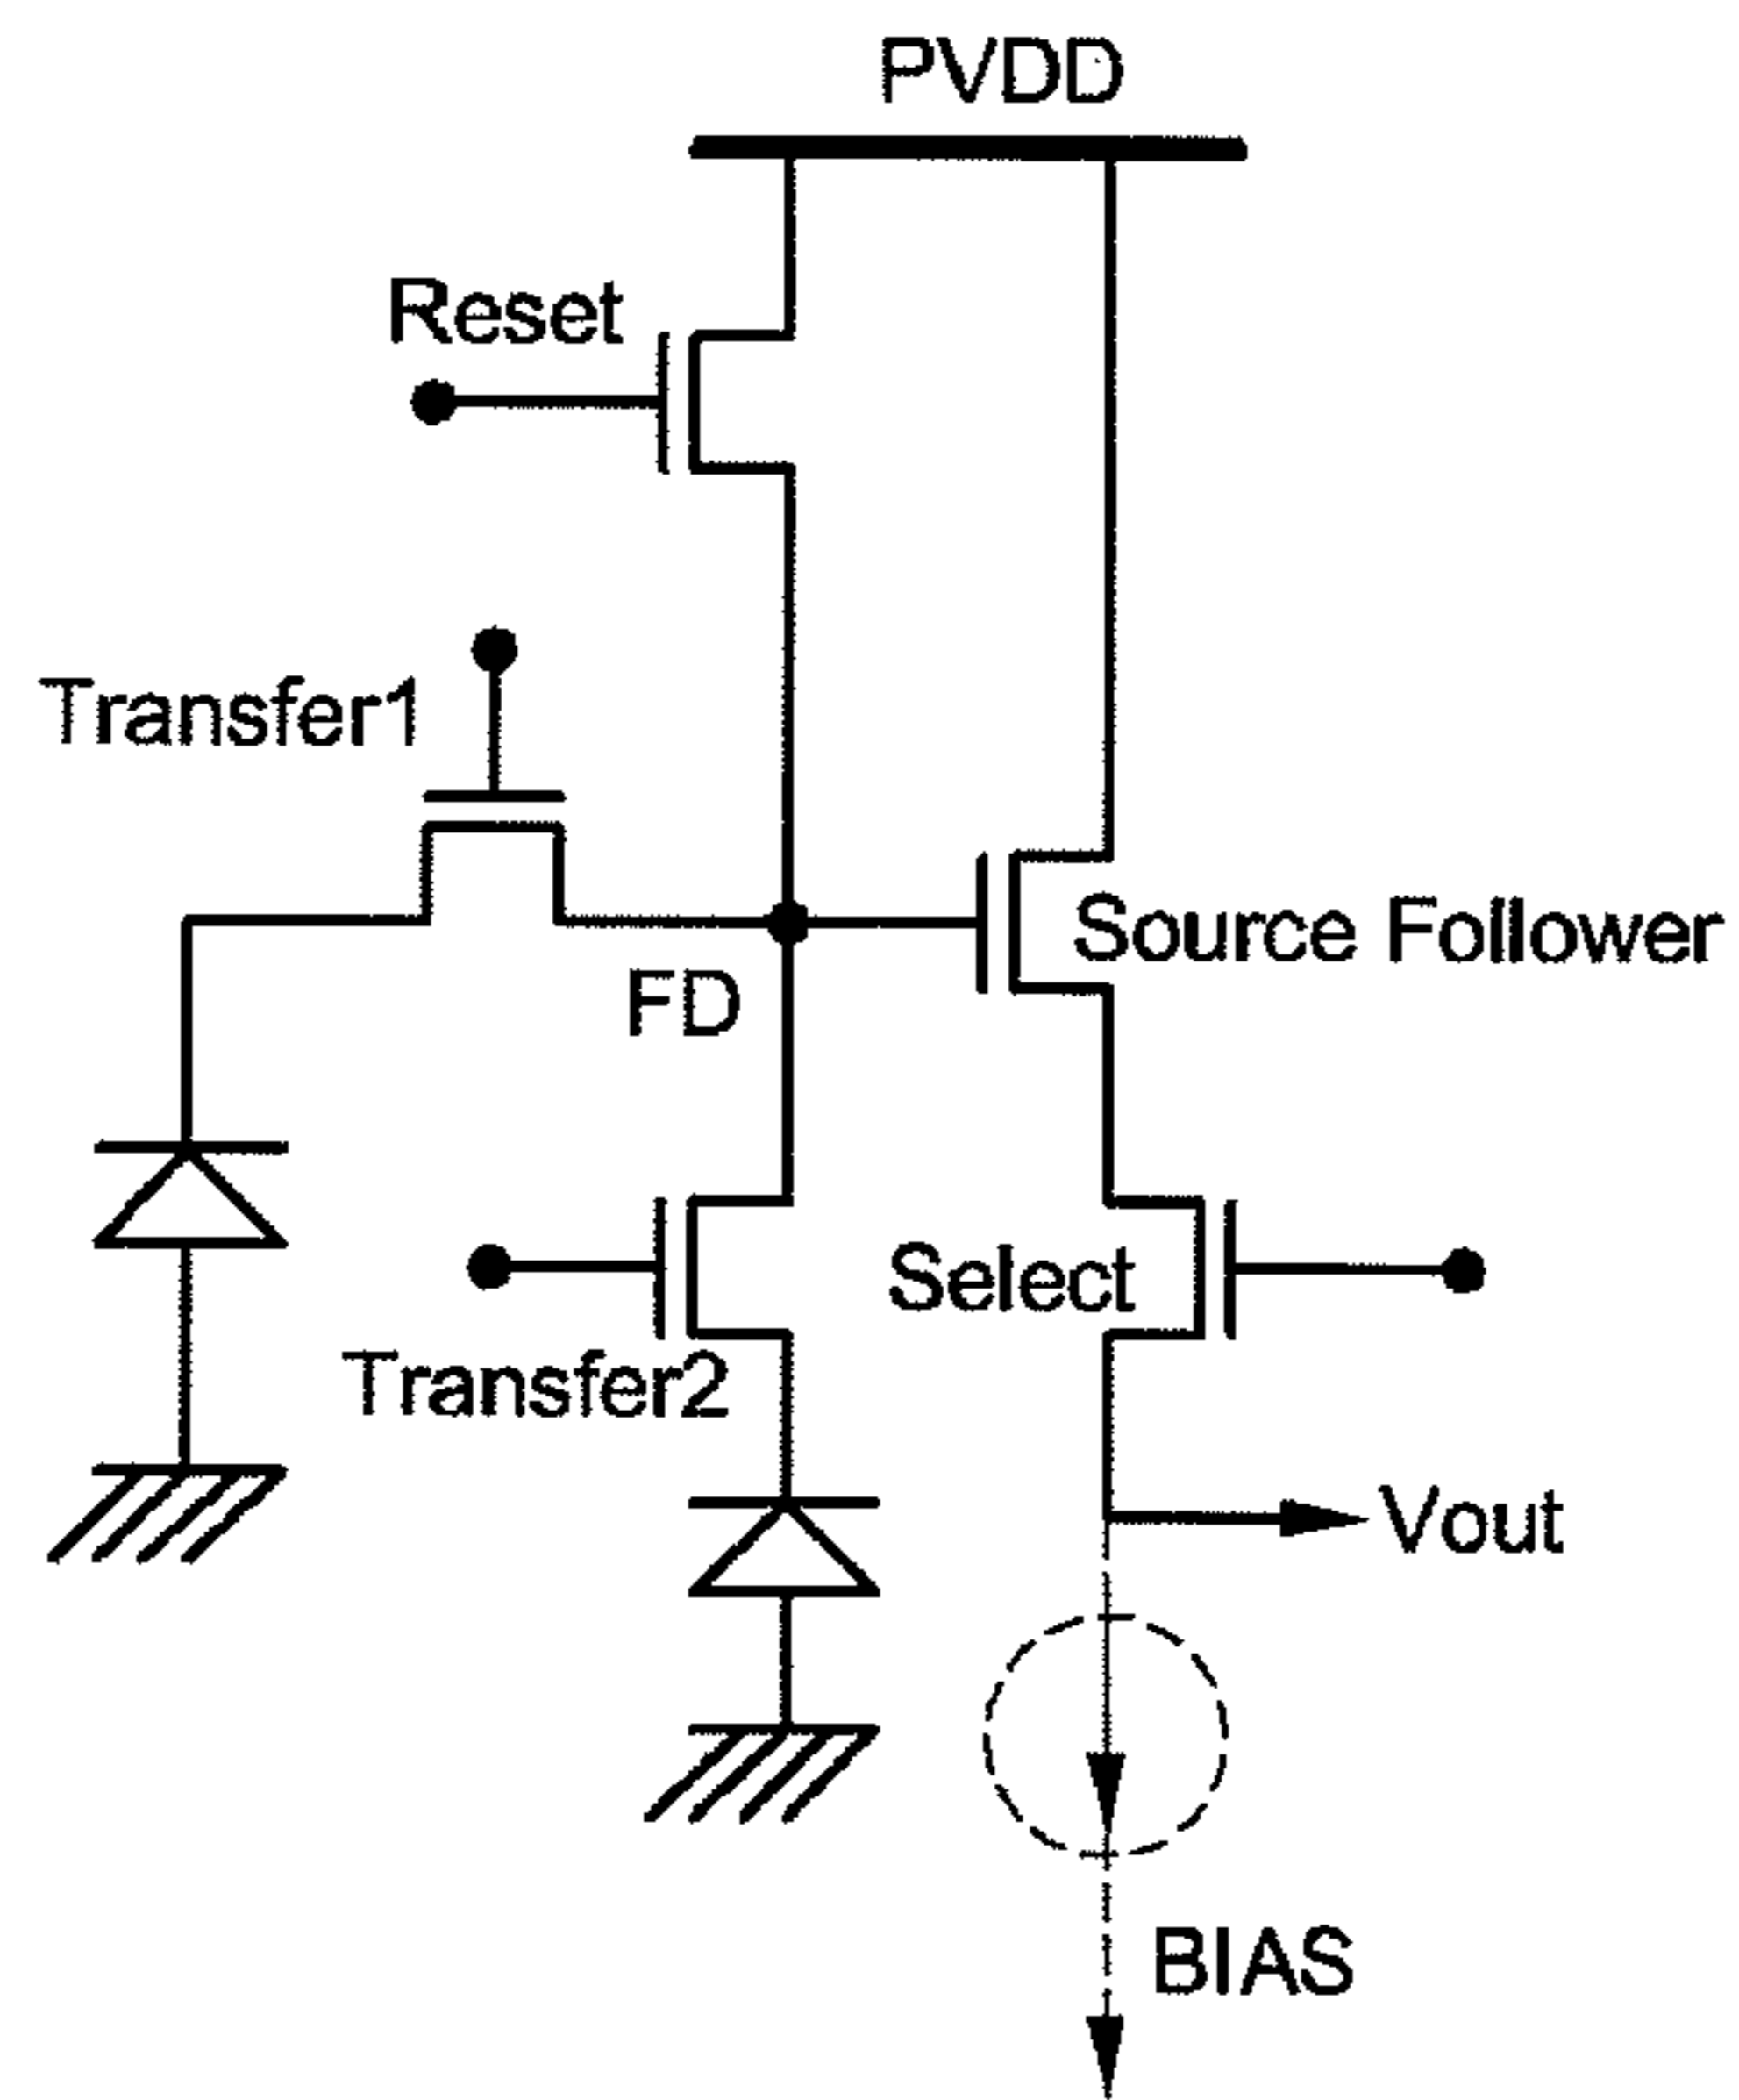 PVDD
Reset
Transfer1
Source Follower
FD
Select
Transfer2
Vout
BIAS